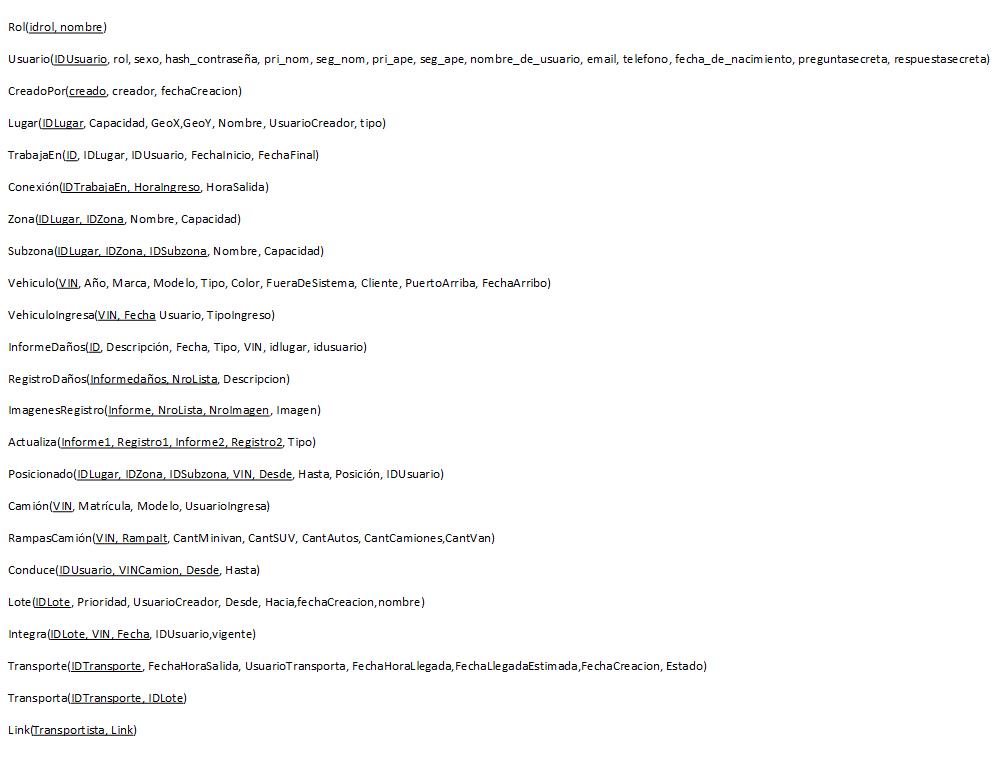 Rol(idrol, nombre)
Usuario(IDUsuario, rol, sexo, hash_contraseña, pri_nom, seg_nom, pri_ape, seg_ape, nombre_de_usuario, email, telefono, fecha_de_nacimiento, preguntasecreta, respuestasecreta)
CreadoPor(creado, creador, fechaCreacion)
Lugar(IDLugar, Capacidad, GeoX,GeoY, Nombre, UsuarioCreador, tipo)
TrabajaEn(ID, IDLugar, IDUsuario, FechaInicio, FechaFinal)
Conexión(IDTrabajaEn, HoraIngreso, HoraSalida)
Zona(IDLugar, IDZona, Nombre, Capacidad)
Subzona(IDLugar, IDZona, IDSubzona, Nombre, Capacidad)
Vehiculo(VIN, Año, Marca, Modelo, Tipo, Color, FueraDeSistema, Cliente, PuertoArriba, FechaArribo)
VehiculoIngresa(VIN, Fecha Usuario, TipoIngreso)
InformeDaños(ID, Descripción, Fecha, Tipo, VIN, idlugar, idusuario)
RegistroDaños(Informedaños, NroLista, Descripcion)
ImagenesRegistro(Informe, NroLista, NroImagen, Imagen)
Actualiza(Informe1, Registro1, Informe2, Registro2, Tipo)
Posicionado(IDLugar, IDZona, IDSubzona, VIN, Desde, Hasta, Posición, IDUsuario)
Camión(VIN, Matrícula, Modelo, UsuarioIngresa)
RampasCamión(VIN, RampaIt, CantMinivan, CantSUV, CantAutos, CantCamiones,CantVan)
Conduce(IDUsuario, VINCamion, Desde, Hasta)
Lote(IDLote, Prioridad, UsuarioCreador, Desde, Hacia,fechaCreacion,nombre)
Integra(IDLote, VIN, Fecha, IDUsuario,vigente)
Transporte(IDTransporte, FechaHoraSalida, UsuarioTransporta, FechaHoraLlegada,FechaLlegadaEstimada,FechaCreacion, Estado)
Transporta(IDTransporte, IDLote)
Link(Transportista, Link)